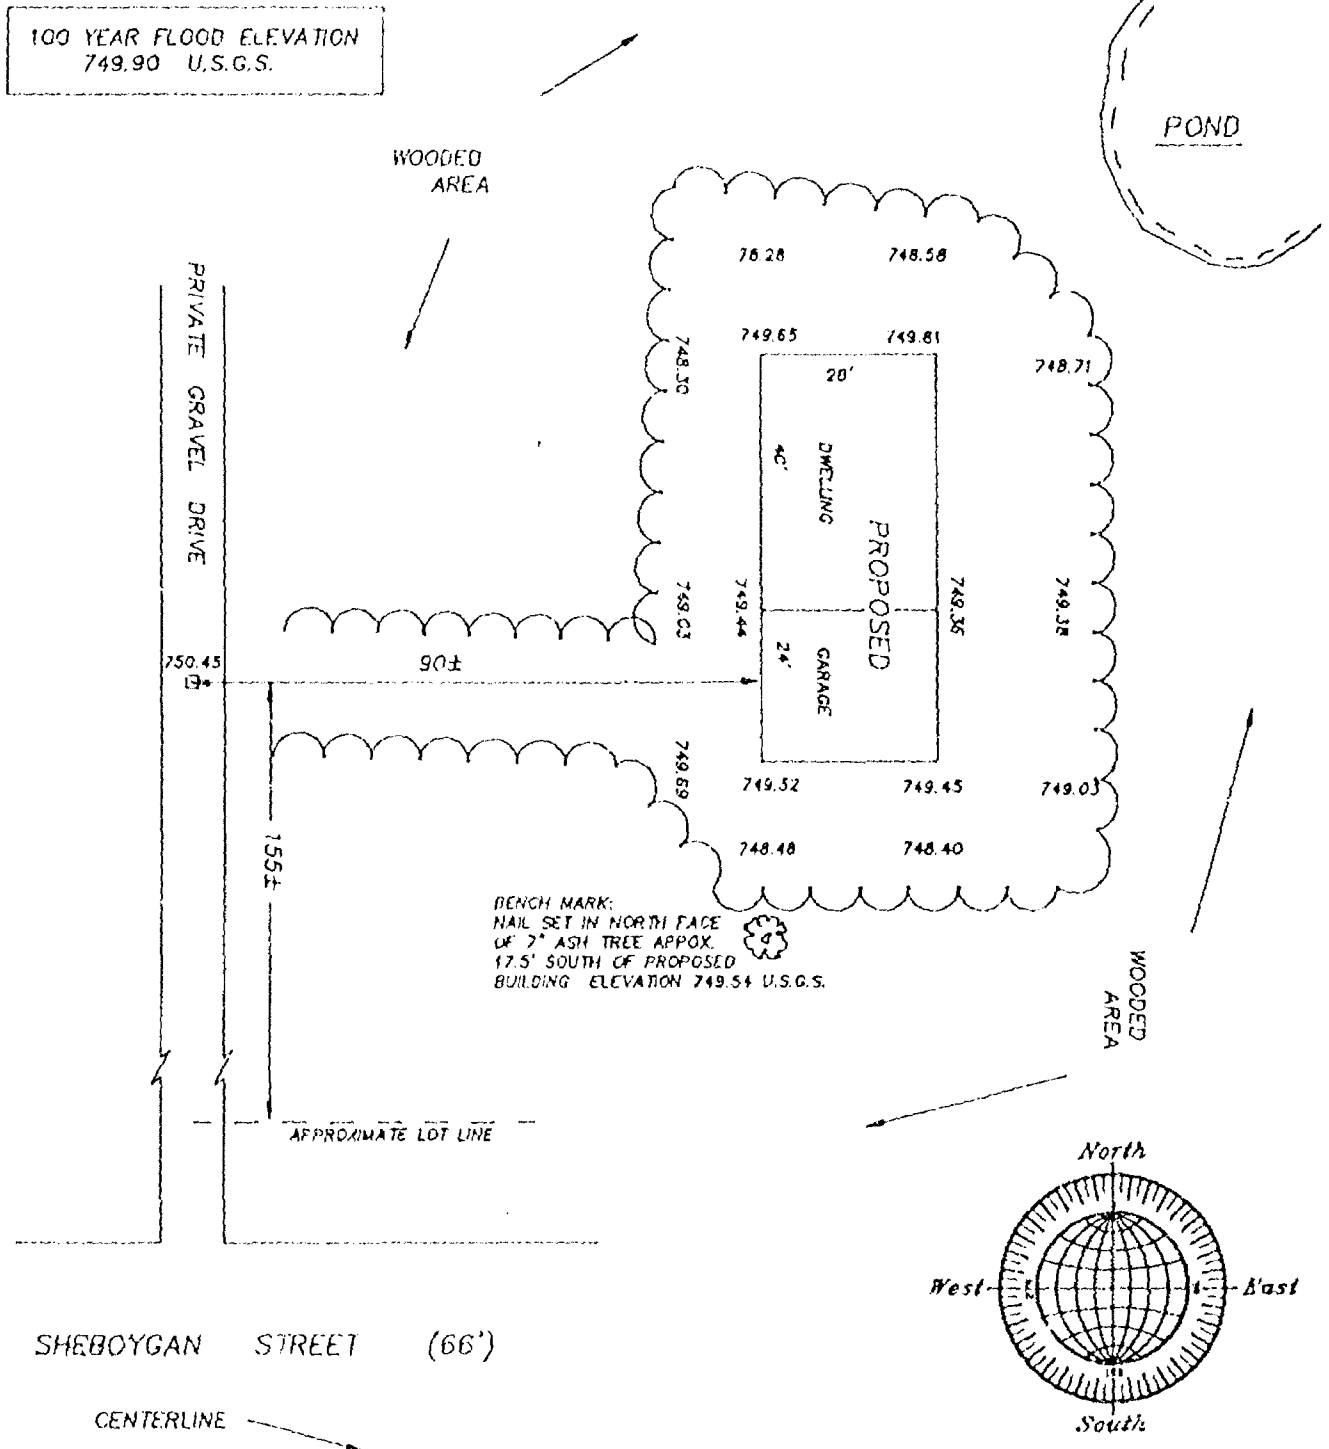 100 YEAR FLOOD ELEVATION
749.90 U.S.G.S.
POND
WOODED
AREA
PRIVATE GRAVEL DRIVE
76.28
748.58
749.65
749.81
748.30
748.71
28'
40'
DWELLING
PROPOSED
749.03
749.44
749.36
749.38
24'
GARAGE
750.45
90±
749.69
749.52
749.45
749.03
748.48
748.40
155±
BENCH MARK:
NAIL SET IN NORTH FACE
OF 7" ASH TREE APPOX.
17.5' SOUTH OF PROPOSED
BUILDING ELEVATION 749.54 U.S.G.S.
WOODED
AREA
APPROXIMATE LOT LINE
North
West
East
South
SHEBOYGAN STREET (66')
CENTERLINE